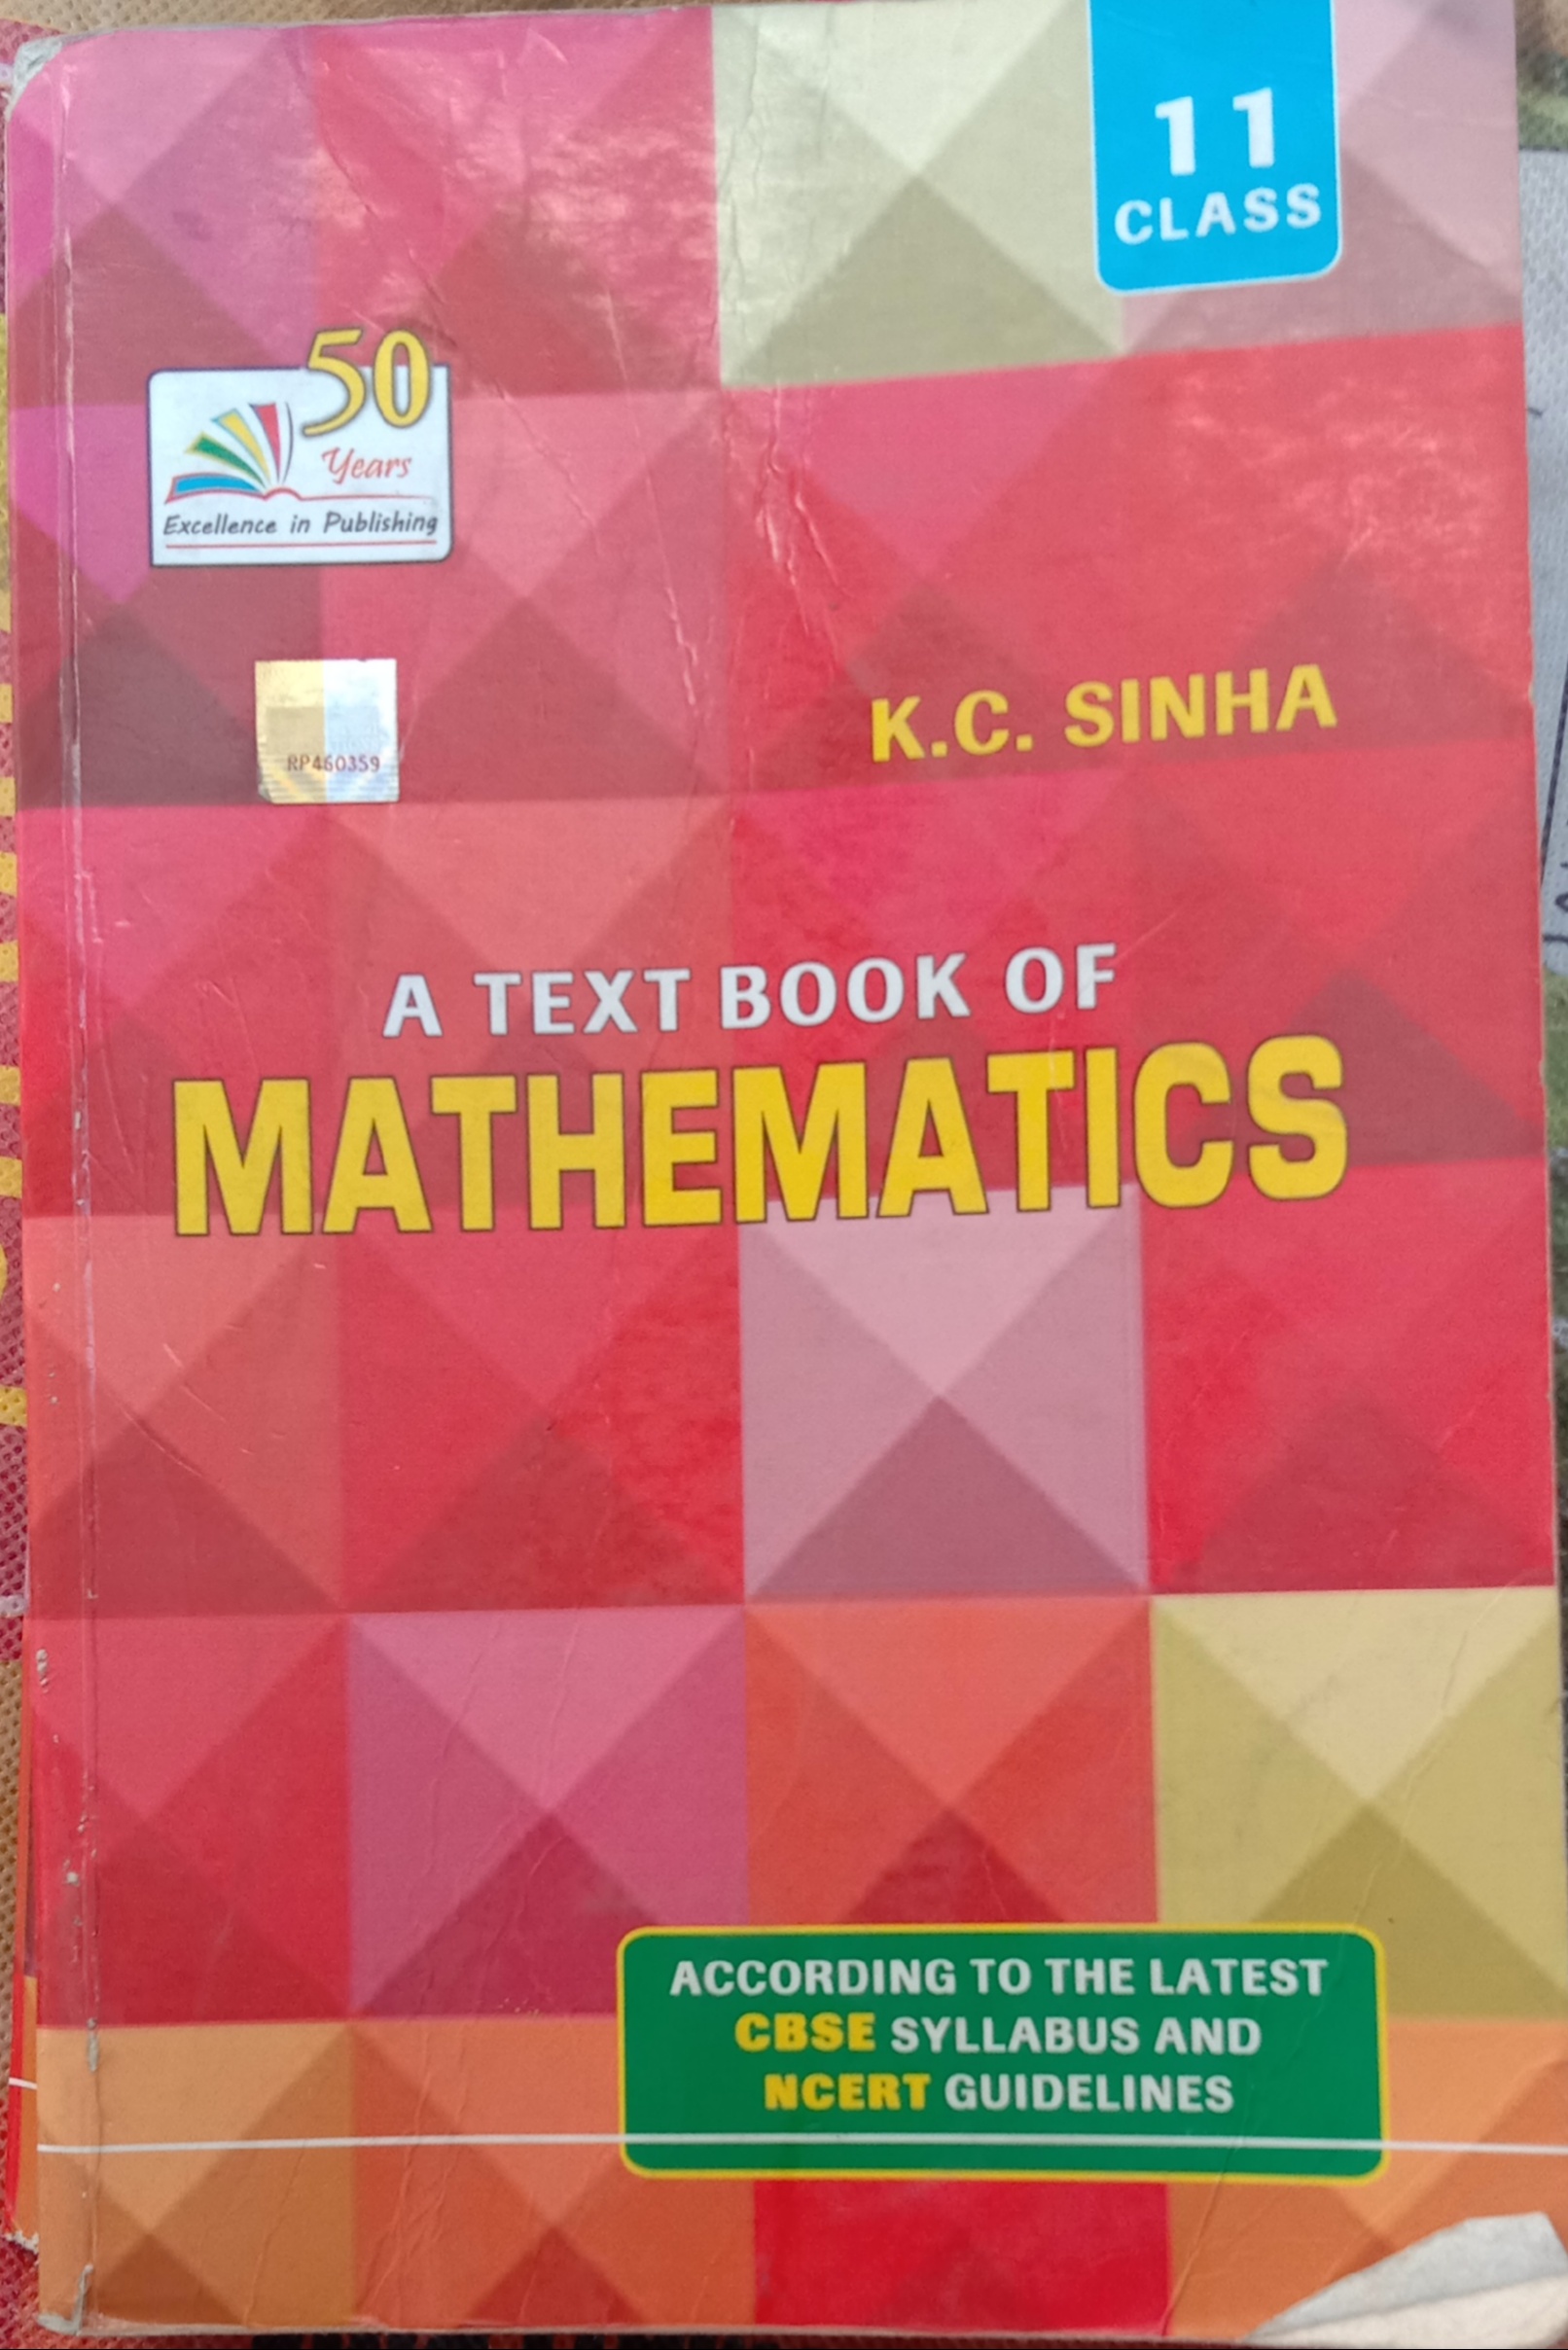 11
CLASS
50
Years
Excellence in Publishing
RP460359
K.C. SINHA
A TEXT BOOK OF
MATHEMATICS
ACCORDING TO THE LATEST
CBSE SYLLABUS AND
NCERT GUIDELINES